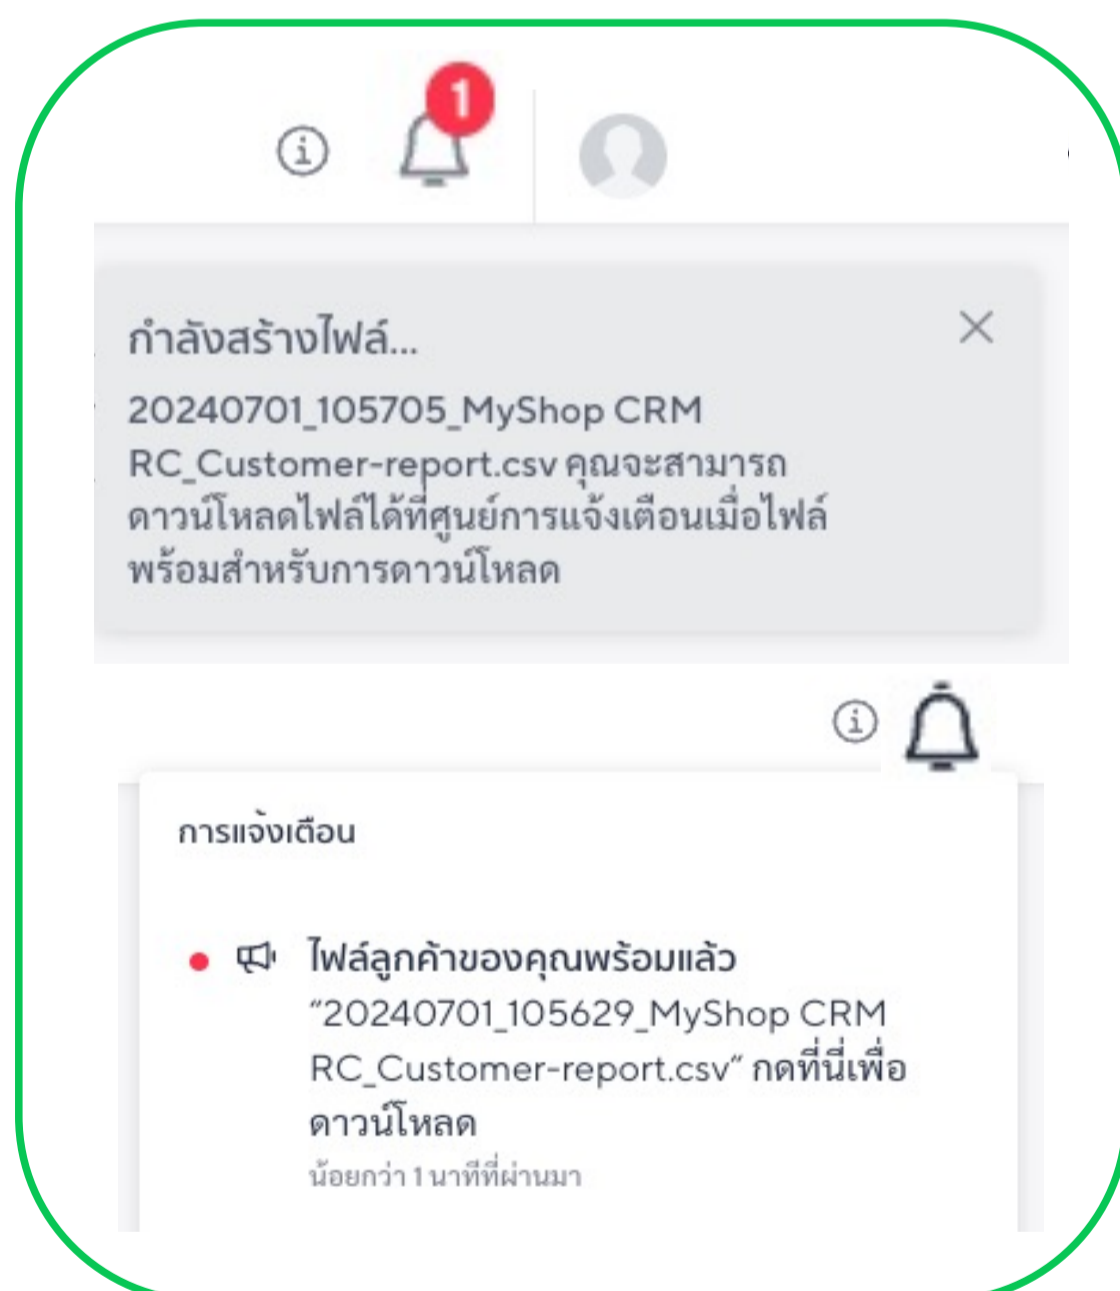 1
กำลังสร้างไฟล์...
20240701_105705_MyShop CRM
RC_Customer-report.csv คุณจะสามารถ
ดาวน์โหลดไฟล์ได้ที่ศูนย์การแจ้งเตือนเมื่อไฟล์
พร้อมสำหรับการดาวน์โหลด
การแจ้งเตือน
ไฟล์ลูกค้าของคุณพร้อมแล้ว
“20240701_105629_MyShop CRM
RC_Customer-report.csv” กดที่นี่เพื่อ
ดาวน์โหลด
น้อยกว่า 1 นาทีที่ผ่านมา